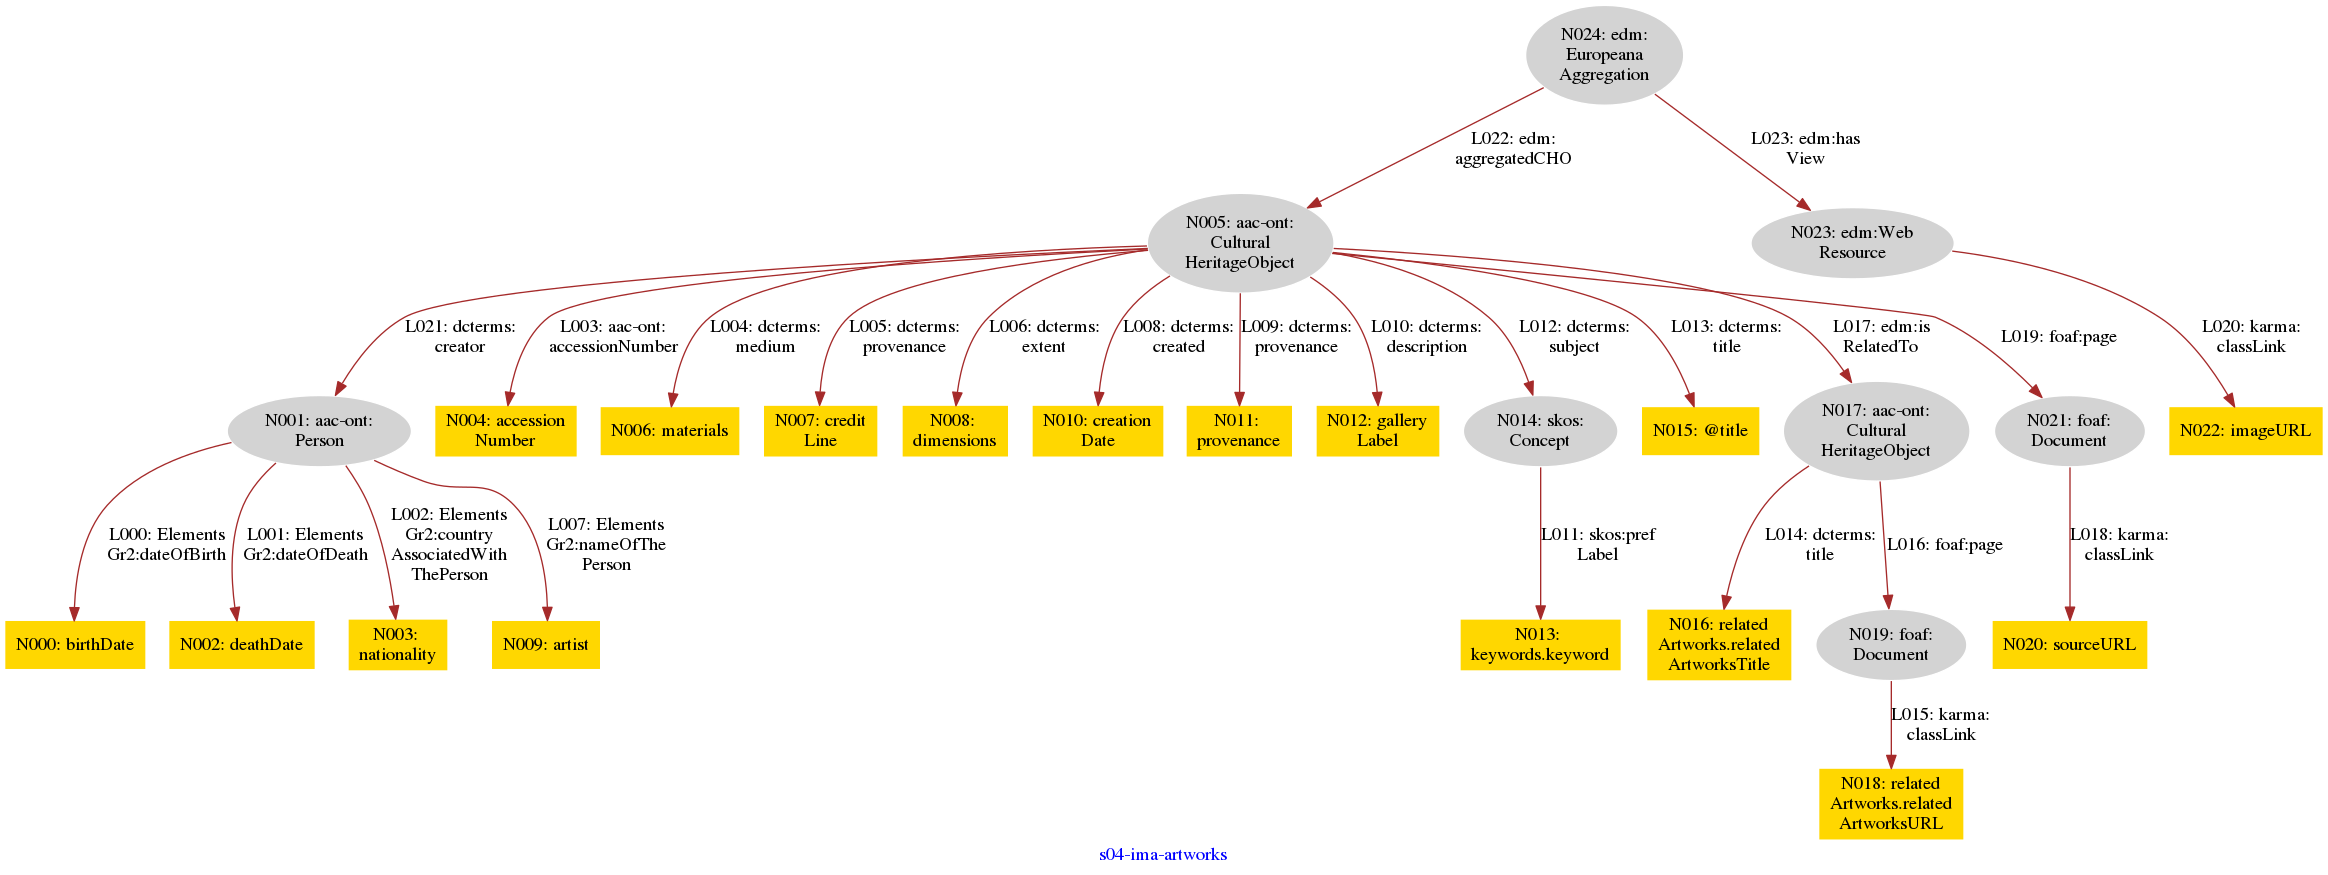 N024: edm:
Europeana
Aggregation
L022: edm:
aggregatedCHO
L023: edm:has
View
N005: aac-ont:
Cultural
HeritageObject
N023: edm:Web
Resource
L021: dcterms:
creator
L003: aac-ont:
accessionNumber
L004: dcterms:
medium
L005: dcterms:
provenance
L006: dcterms:
extent
L008: dcterms:
created
L009: dcterms:
provenance
L010: dcterms:
description
L012: dcterms:
subject
L013: dcterms:
title
L017: edm:is
RelatedTo
L019: foaf:page
L020: karma:
classLink
N001: aac-ont:
Person
N004: accession
Number
N006: materials
N007: credit
Line
N008:
dimensions
N010: creation
Date
N011:
provenance
N012: gallery
Label
N014: skos:
Concept
N015: @title
N017: aac-ont:
Cultural
HeritageObject
N021: foaf:
Document
N022: imageURL
L000: Elements
Gr2:dateOfBirth
L001: Elements
Gr2:dateOfDeath
L002: Elements
Gr2:country
AssociatedWith
ThePerson
L007: Elements
Gr2:nameOfThe
Person
L011: skos:pref
Label
L014: dcterms:
title
L016: foaf:page
L018: karma:
classLink
N000: birthDate
N002: deathDate
N003:
nationality
N009: artist
N013:
keywords.keyword
N016: related
Artworks.related
ArtworksTitle
N019: foaf:
Document
N020: sourceURL
L015: karma:
classLink
N018: related
Artworks.related
ArtworksURL
s04-ima-artworks